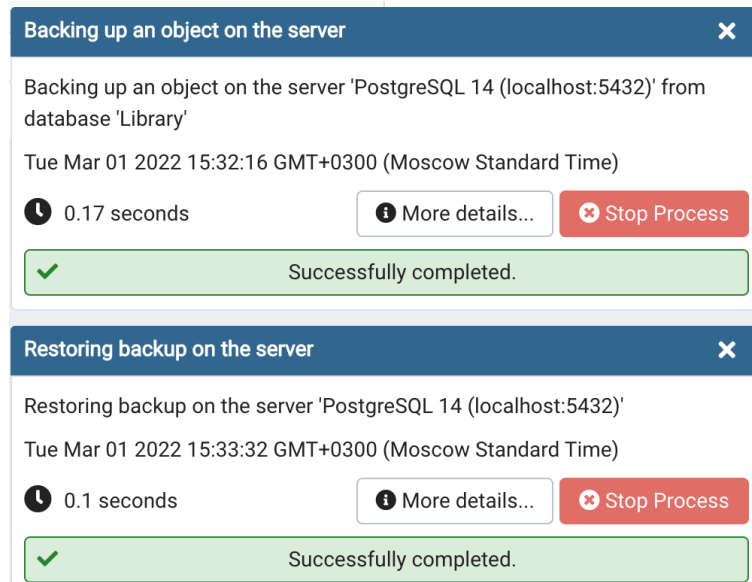 Backing up an object on the server
Backing up an object on the server 'PostgreSQL 14 (localhost:5432)' from
database 'Library'
Tue Mar 01 2022 15:32:16 GMT+0300 (Moscow Standard Time)
0.17 seconds More details... Stop Process
Successfully completed.
Restoring backup on the server
Restoring backup on the server 'PostgreSQL 14 (localhost:5432)'
Tue Mar 01 2022 15:33:32 GMT+0300 (Moscow Standard Time)
0.1 seconds More details... Stop Process
Successfully completed.